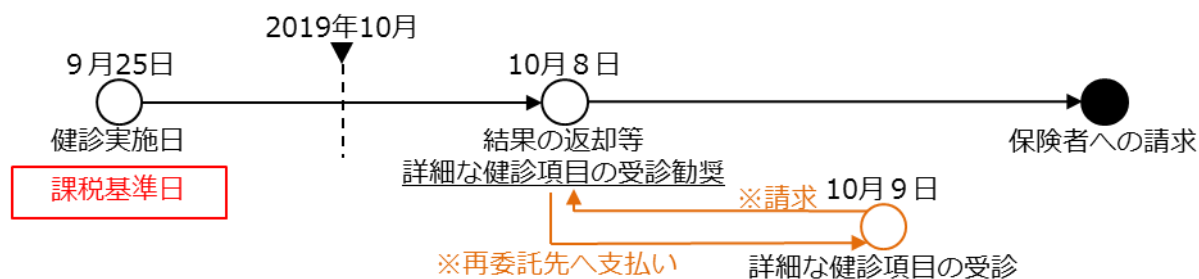 2019年10月
9月25日
10月8日
健診実施日
結果の返却等
保険者への請求
課税基準日
詳細な健診項目の受診勧奨
※請求
10月9日
※再委託先へ支払い
詳細な健診項目の受診